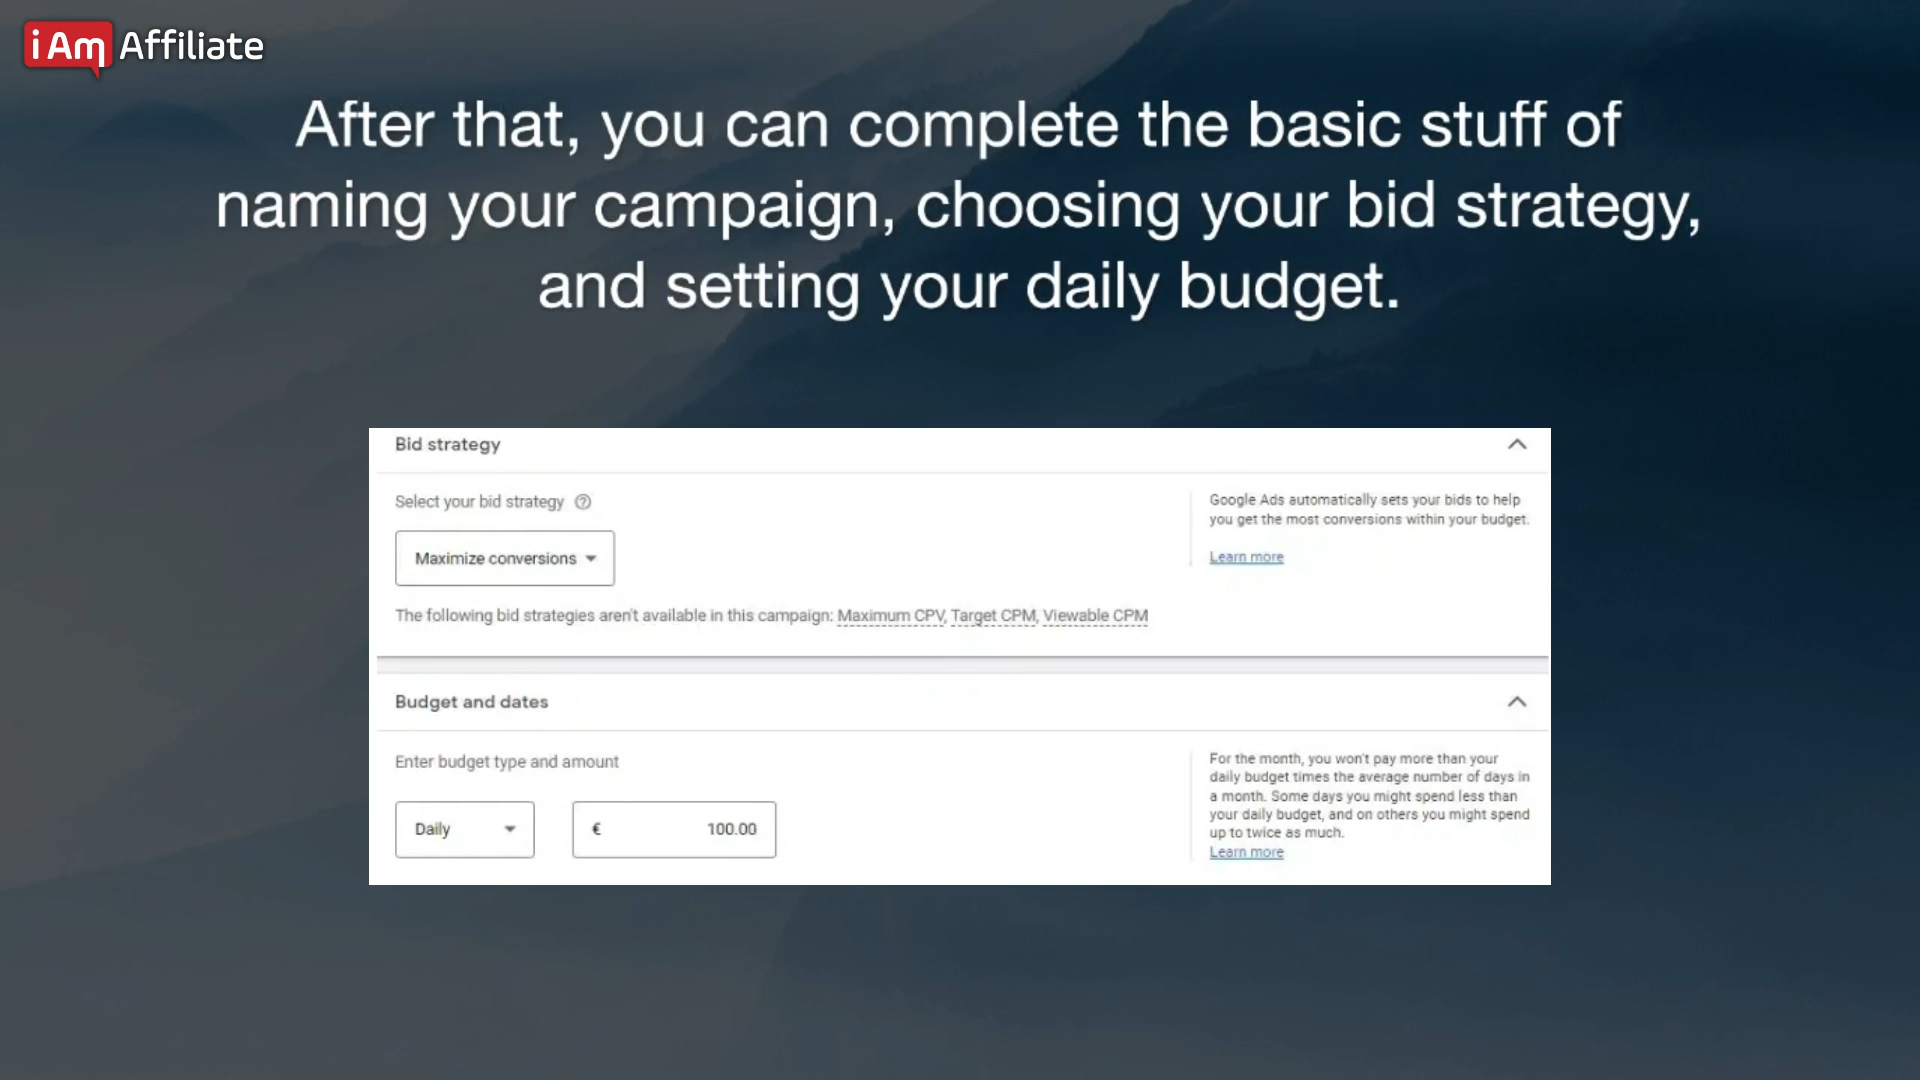 i Am Affiliate
After that, you can complete the basic stuff of
naming your campaign, choosing your bid strategy,
and setting your daily budget.
Bid strategy
Select your bid strategy
Maximize conversions
The following bid strategies aren't available in this campaign: Maximum CPV, Target CPM, Viewable CPM
Google Ads automatically sets your bids to help
you get the most conversions within your budget.
Learn more
Budget and dates
Enter budget type and amount
Daily
€ 100.00
For the month, you won't pay more than your
daily budget times the average number of days in
a month. Some days you might spend less than
your daily budget, and on others you might spend
up to twice as much.
Learn more